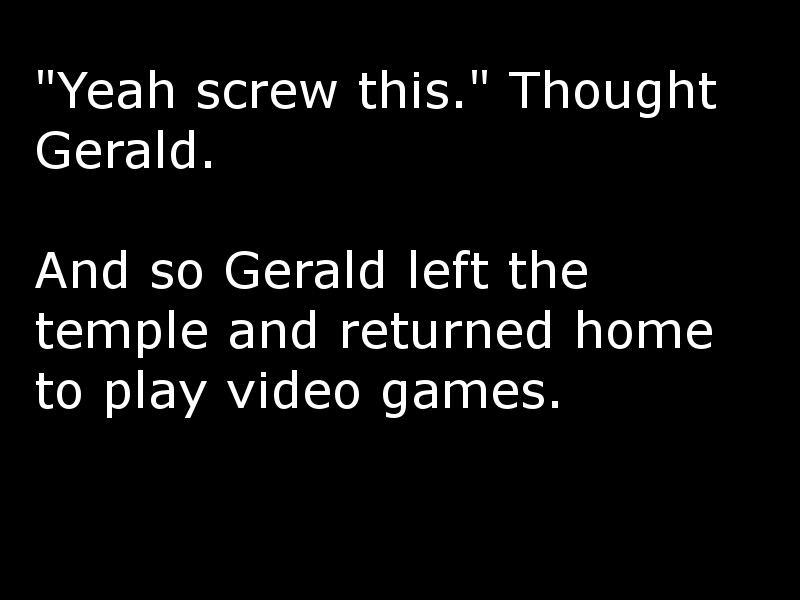 "Yeah screw this." Thought
Gerald.
And so Gerald left the
temple and returned home
to play video games.